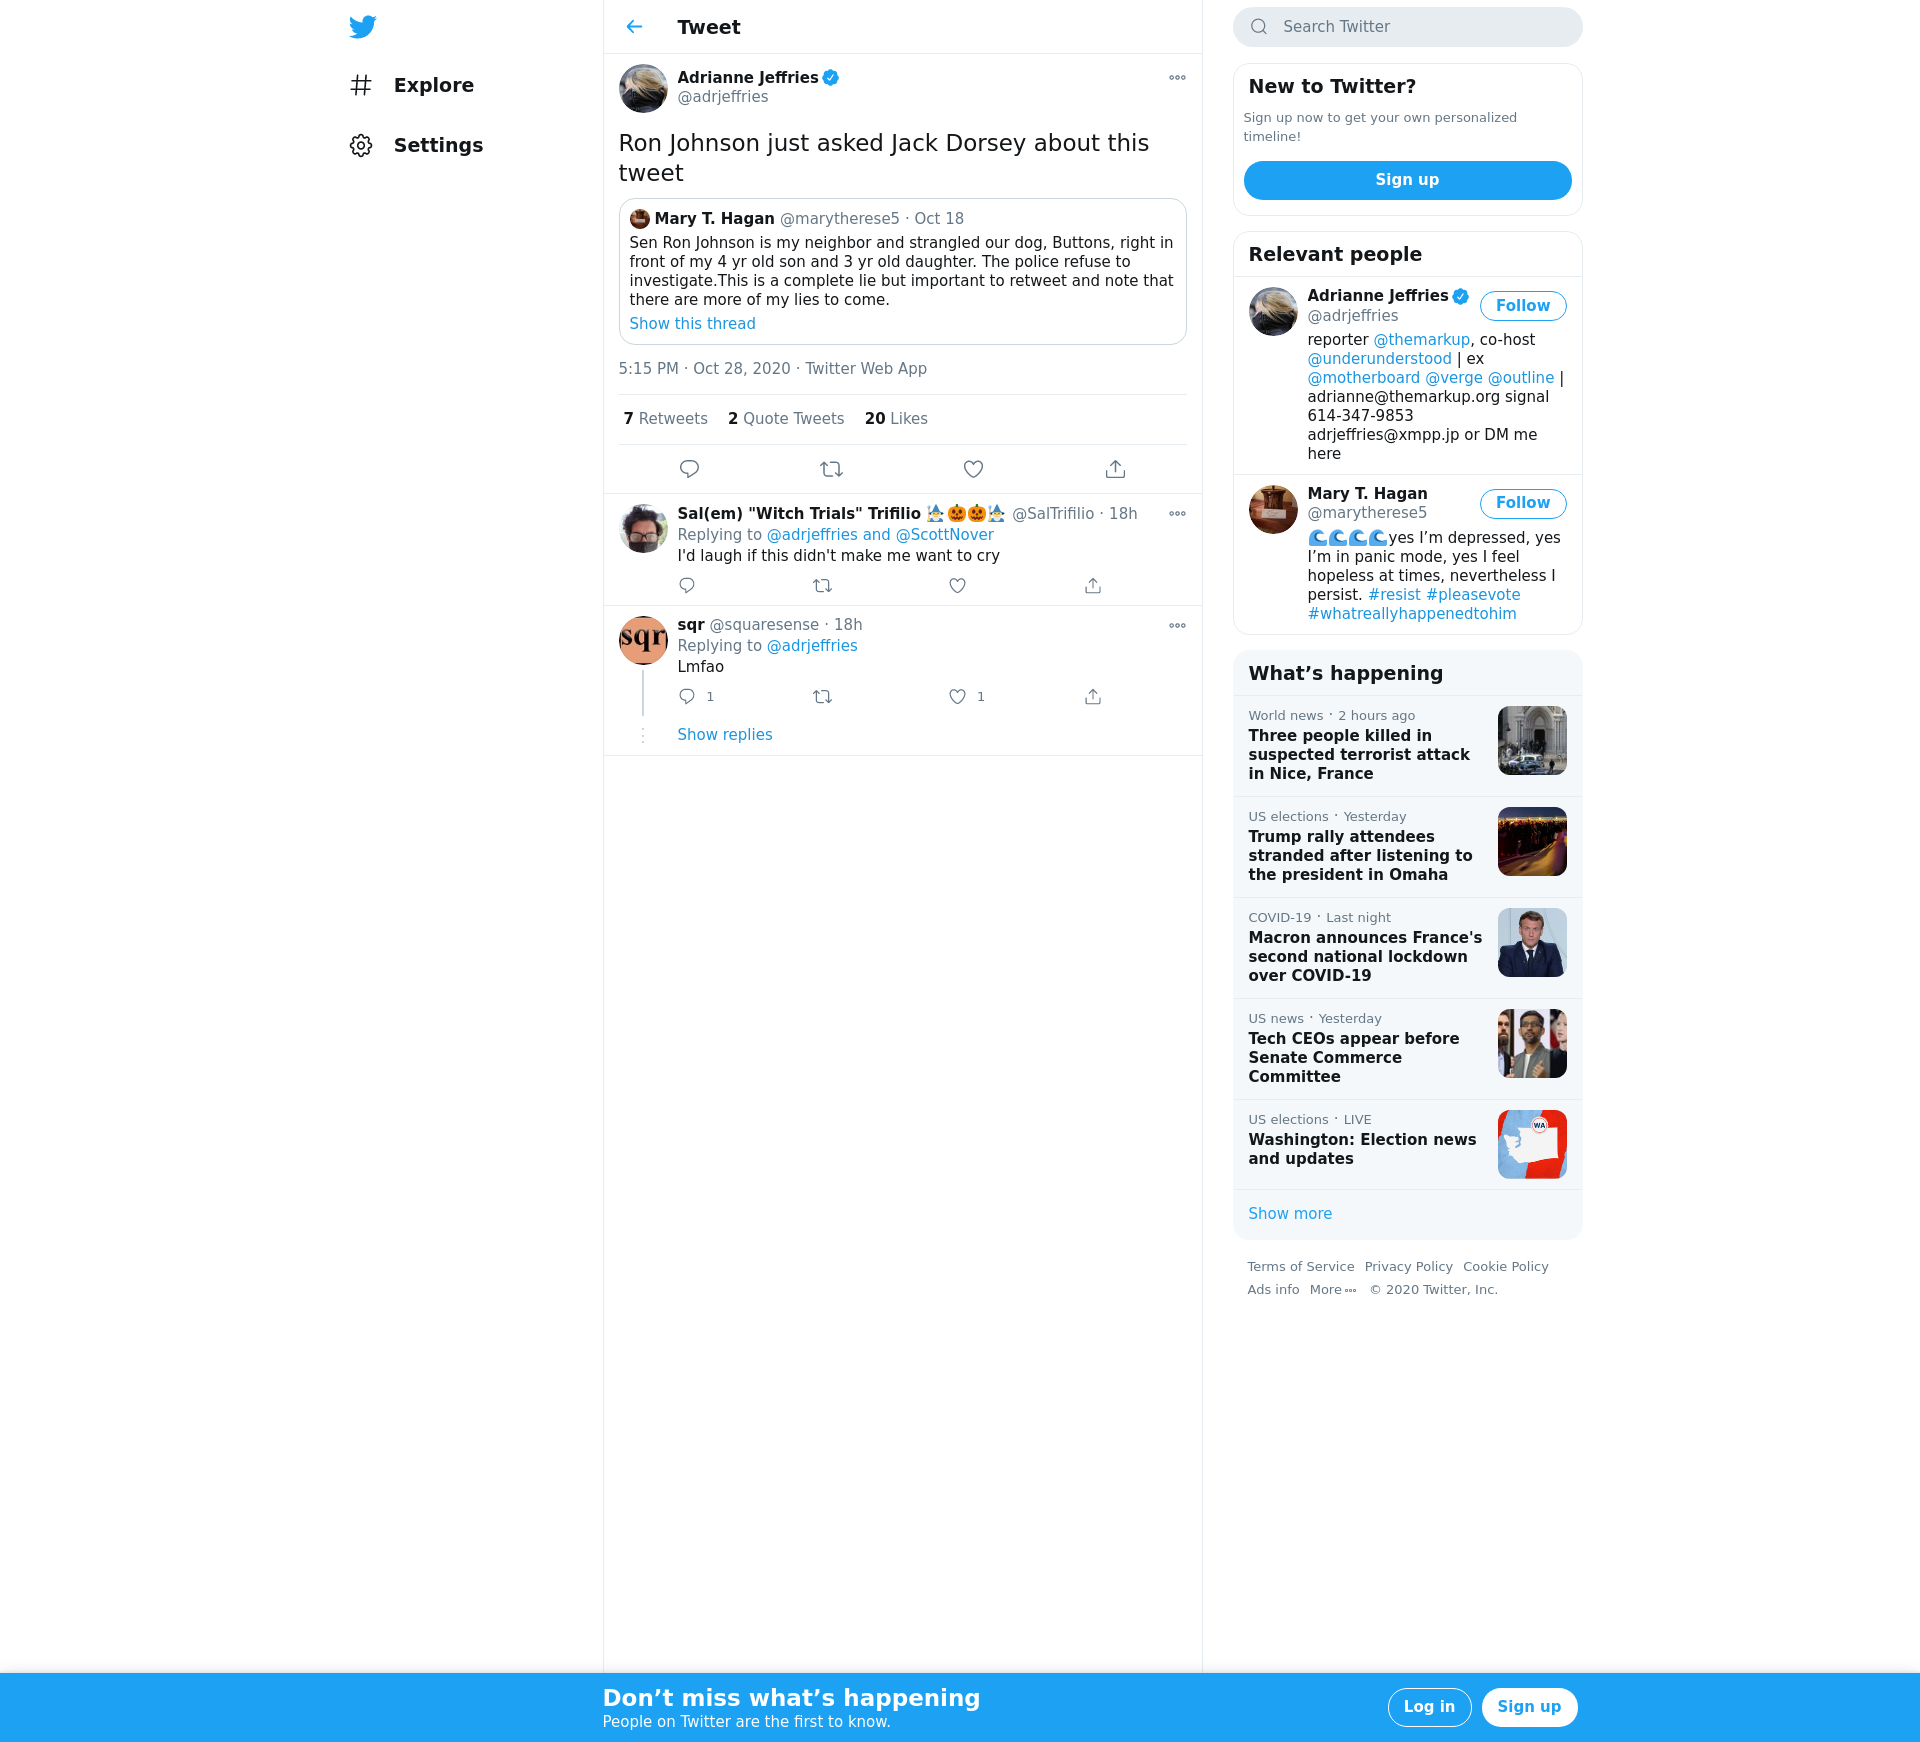 Explore
Settings
Tweet
Adrianne Jeffries
@adrjeffries
Ron Johnson just asked Jack Dorsey about this
tweet
Mary T. Hagan @marytherese5 · Oct 18
Sen Ron Johnson is my neighbor and strangled our dog, Buttons, right in
front of my 4 yr old son and 3 yr old daughter. The police refuse to
investigate.This is a complete lie but important to retweet and note that
there are more of my lies to come.
Show this thread
5:15 PM · Oct 28, 2020 · Twitter Web App
7 Retweets 2 Quote Tweets 20 Likes
Sal(em) "Witch Trials" Trifilio 🧙‍♂️🎃🎃🧙‍♂️ @SalTrifilio · 18h
Replying to @adrjeffries and @ScottNover
I'd laugh if this didn't make me want to cry
sqr
sqr @squaresense · 18h
Replying to @adrjeffries
Lmfao
1 1
Show replies
Search Twitter
New to Twitter?
Sign up now to get your own personalized
timeline!
Sign up
Relevant people
Adrianne Jeffries
Follow
@adrjeffries
reporter @themarkup, co-host
@underunderstood | ex
@motherboard @verge @outline |
adrianne@themarkup.org signal
614-347-9853
adrjeffries@xmpp.jp or DM me
here
Mary T. Hagan
Follow
@marytherese5
🌊🌊🌊🌊yes I’m depressed, yes
I’m in panic mode, yes I feel
hopeless at times, nevertheless I
persist. #resist #pleasevote
#whatreallyhappenedtohim
What’s happening
World news · 2 hours ago
Three people killed in
suspected terrorist attack
in Nice, France
US elections · Yesterday
Trump rally attendees
stranded after listening to
the president in Omaha
COVID-19 · Last night
Macron announces France's
second national lockdown
over COVID-19
US news · Yesterday
Tech CEOs appear before
Senate Commerce
Committee
US elections · LIVE
Washington: Election news
and updates
WA
Show more
Terms of Service Privacy Policy Cookie Policy
Ads info More © 2020 Twitter, Inc.
Don’t miss what’s happening
People on Twitter are the first to know.
Log in
Sign up